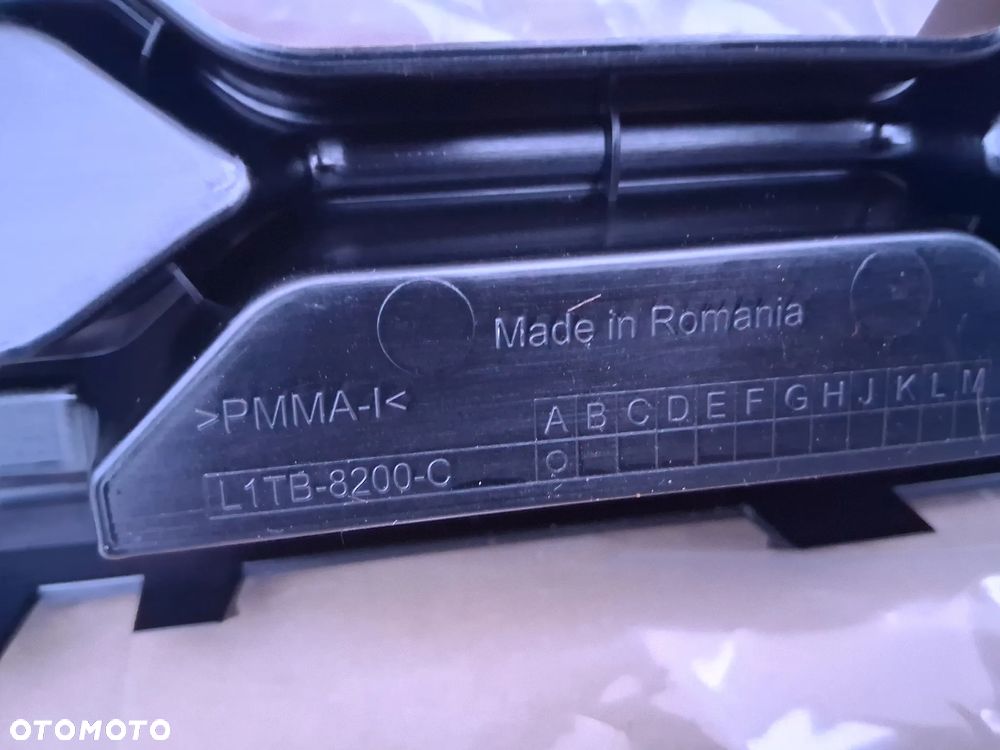 Made in Romania
>PMMA-I<
A B C D E F G H J K L M
L1TB-8200-C O
OTOMOTO